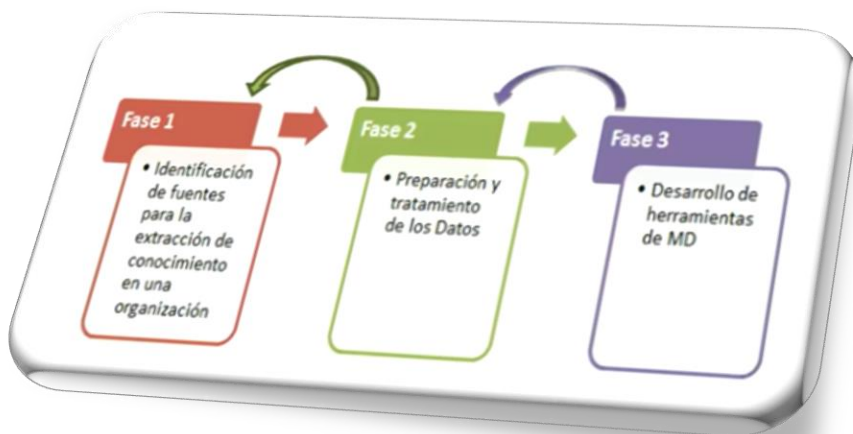 Fase 1
• Identificación
de fuentes
para la
extracción de
conocimiento
en una
organización
Fase 2
• Preparación y
tratamiento
de los Datos
Fase 3
• Desarrollo de
herramientas
de MD